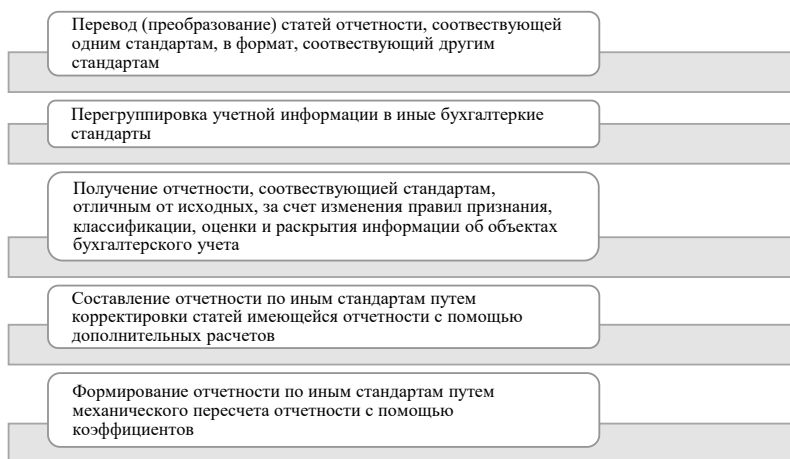 Перевод (преобразование) статей отчетности, соотвествующей
одним стандартам, в формат, соотвествующий другим
стандартам
Перегруппировка учетной информации в иные бухгалтеркие
стандарты
Получение отчетности, соотвествующией стандартам,
отличным от исходных, за счет изменения правил признания,
классификации, оценки и раскрытия информации об объектах
бухгалтерского учета
Составление отчетности по иным стандартам путем
корректировки статей имеющейся отчетности с помощью
дополнительных расчетов
Формирование отчетности по иным стандартам путем
механического пересчета отчетности с помощью
коэффициентов